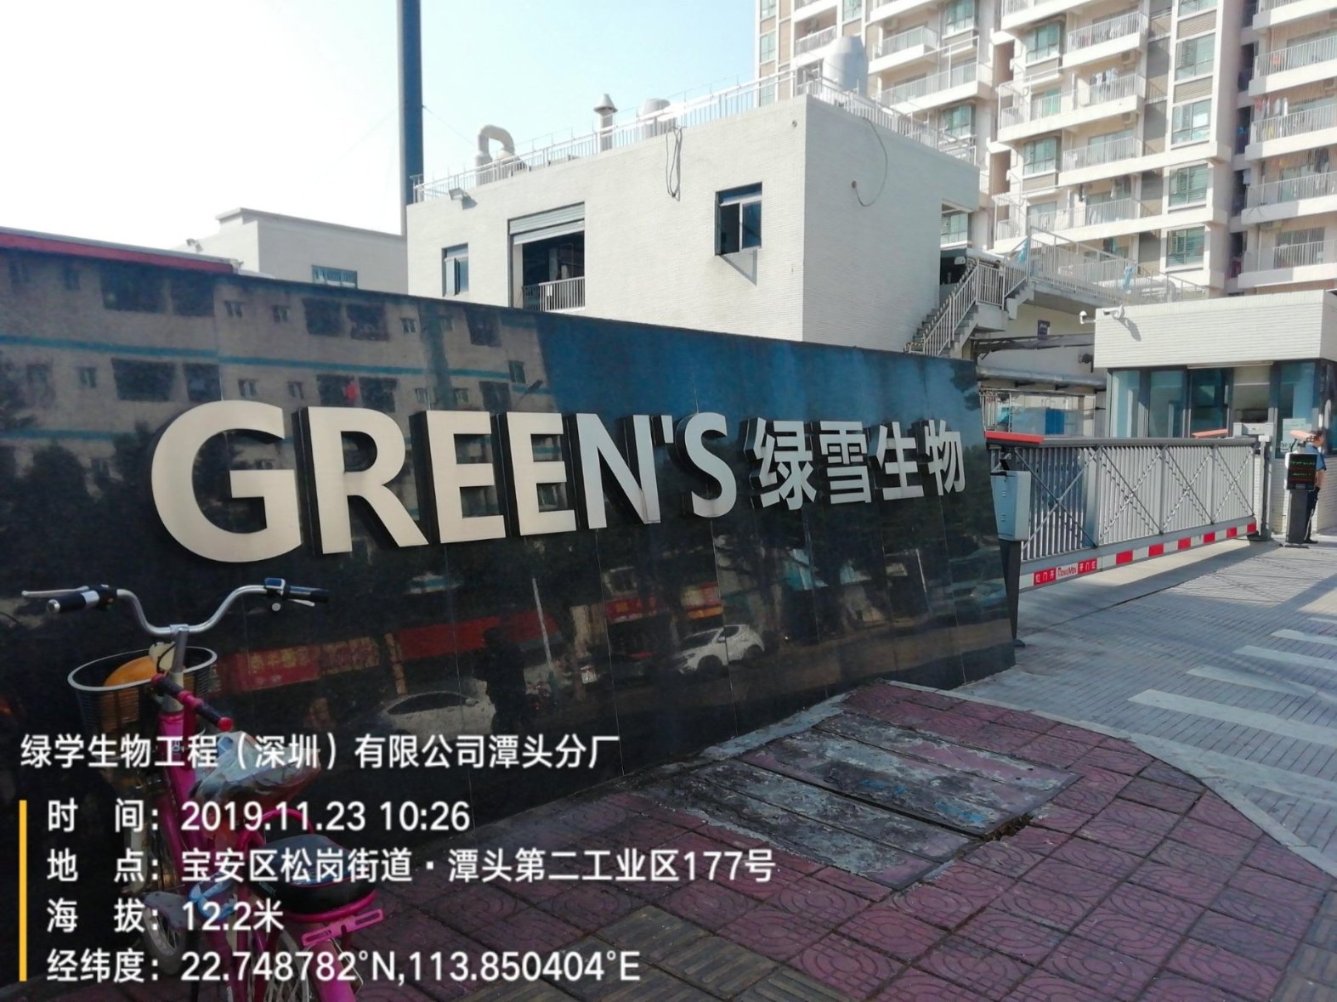 GREEN'S 绿雪生物
绿学生物工程（深圳）有限公司潭头分厂
时 间：2019.11.23 10:26
地 点：宝安区松岗街道·潭头第二工业区177号
海 拔：12.2米
经纬度：22.748782°N,113.850404°E